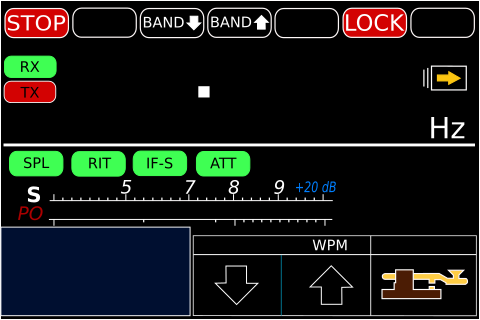 STOP BAND BAND LOCK
RX
TX
Hz
SPL RIT IF-S ATT
S 5 7 8 9 +20 dB
PO
WPM